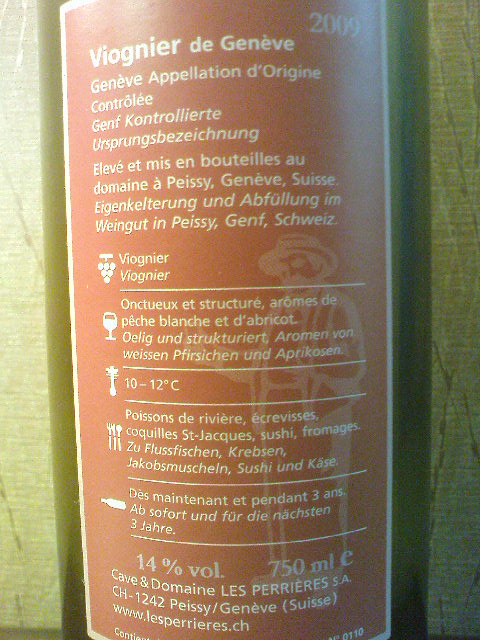 2009
Viognier de Genève
Genève Appellation d'Origine
Contrôlée
Genf Kontrollierte
Ursprungsbezeichnung
Elevé et mis en bouteilles au
domaine à Peissy, Genève, Suisse.
Eigenkelterung und Abfüllung im
Weingut in Peissy, Genf, Schweiz.
Viognier
Viognier
Onctueux et structuré, arômes de
pêche blanche et d'abricot.
Oelig und strukturiert, Aromen von
weissen Pfirsichen und Aprikosen.
10 – 12° C
Poissons de rivière, écrevisses,
coquilles St-Jacques, sushi, fromages.
Zu Flussfischen, Krebsen,
Jakobsmuscheln, Sushi und Käse.
Dès maintenant et pendant 3 ans.
Ab sofort und für die nächsten
3 Jahre.
14 % vol. 750 ml e
Cave & Domaine LES PERRIÈRES S.A.
CH-1242 Peissy/Genève (Suisse)
www.lesperrieres.ch
Contient N° 0110